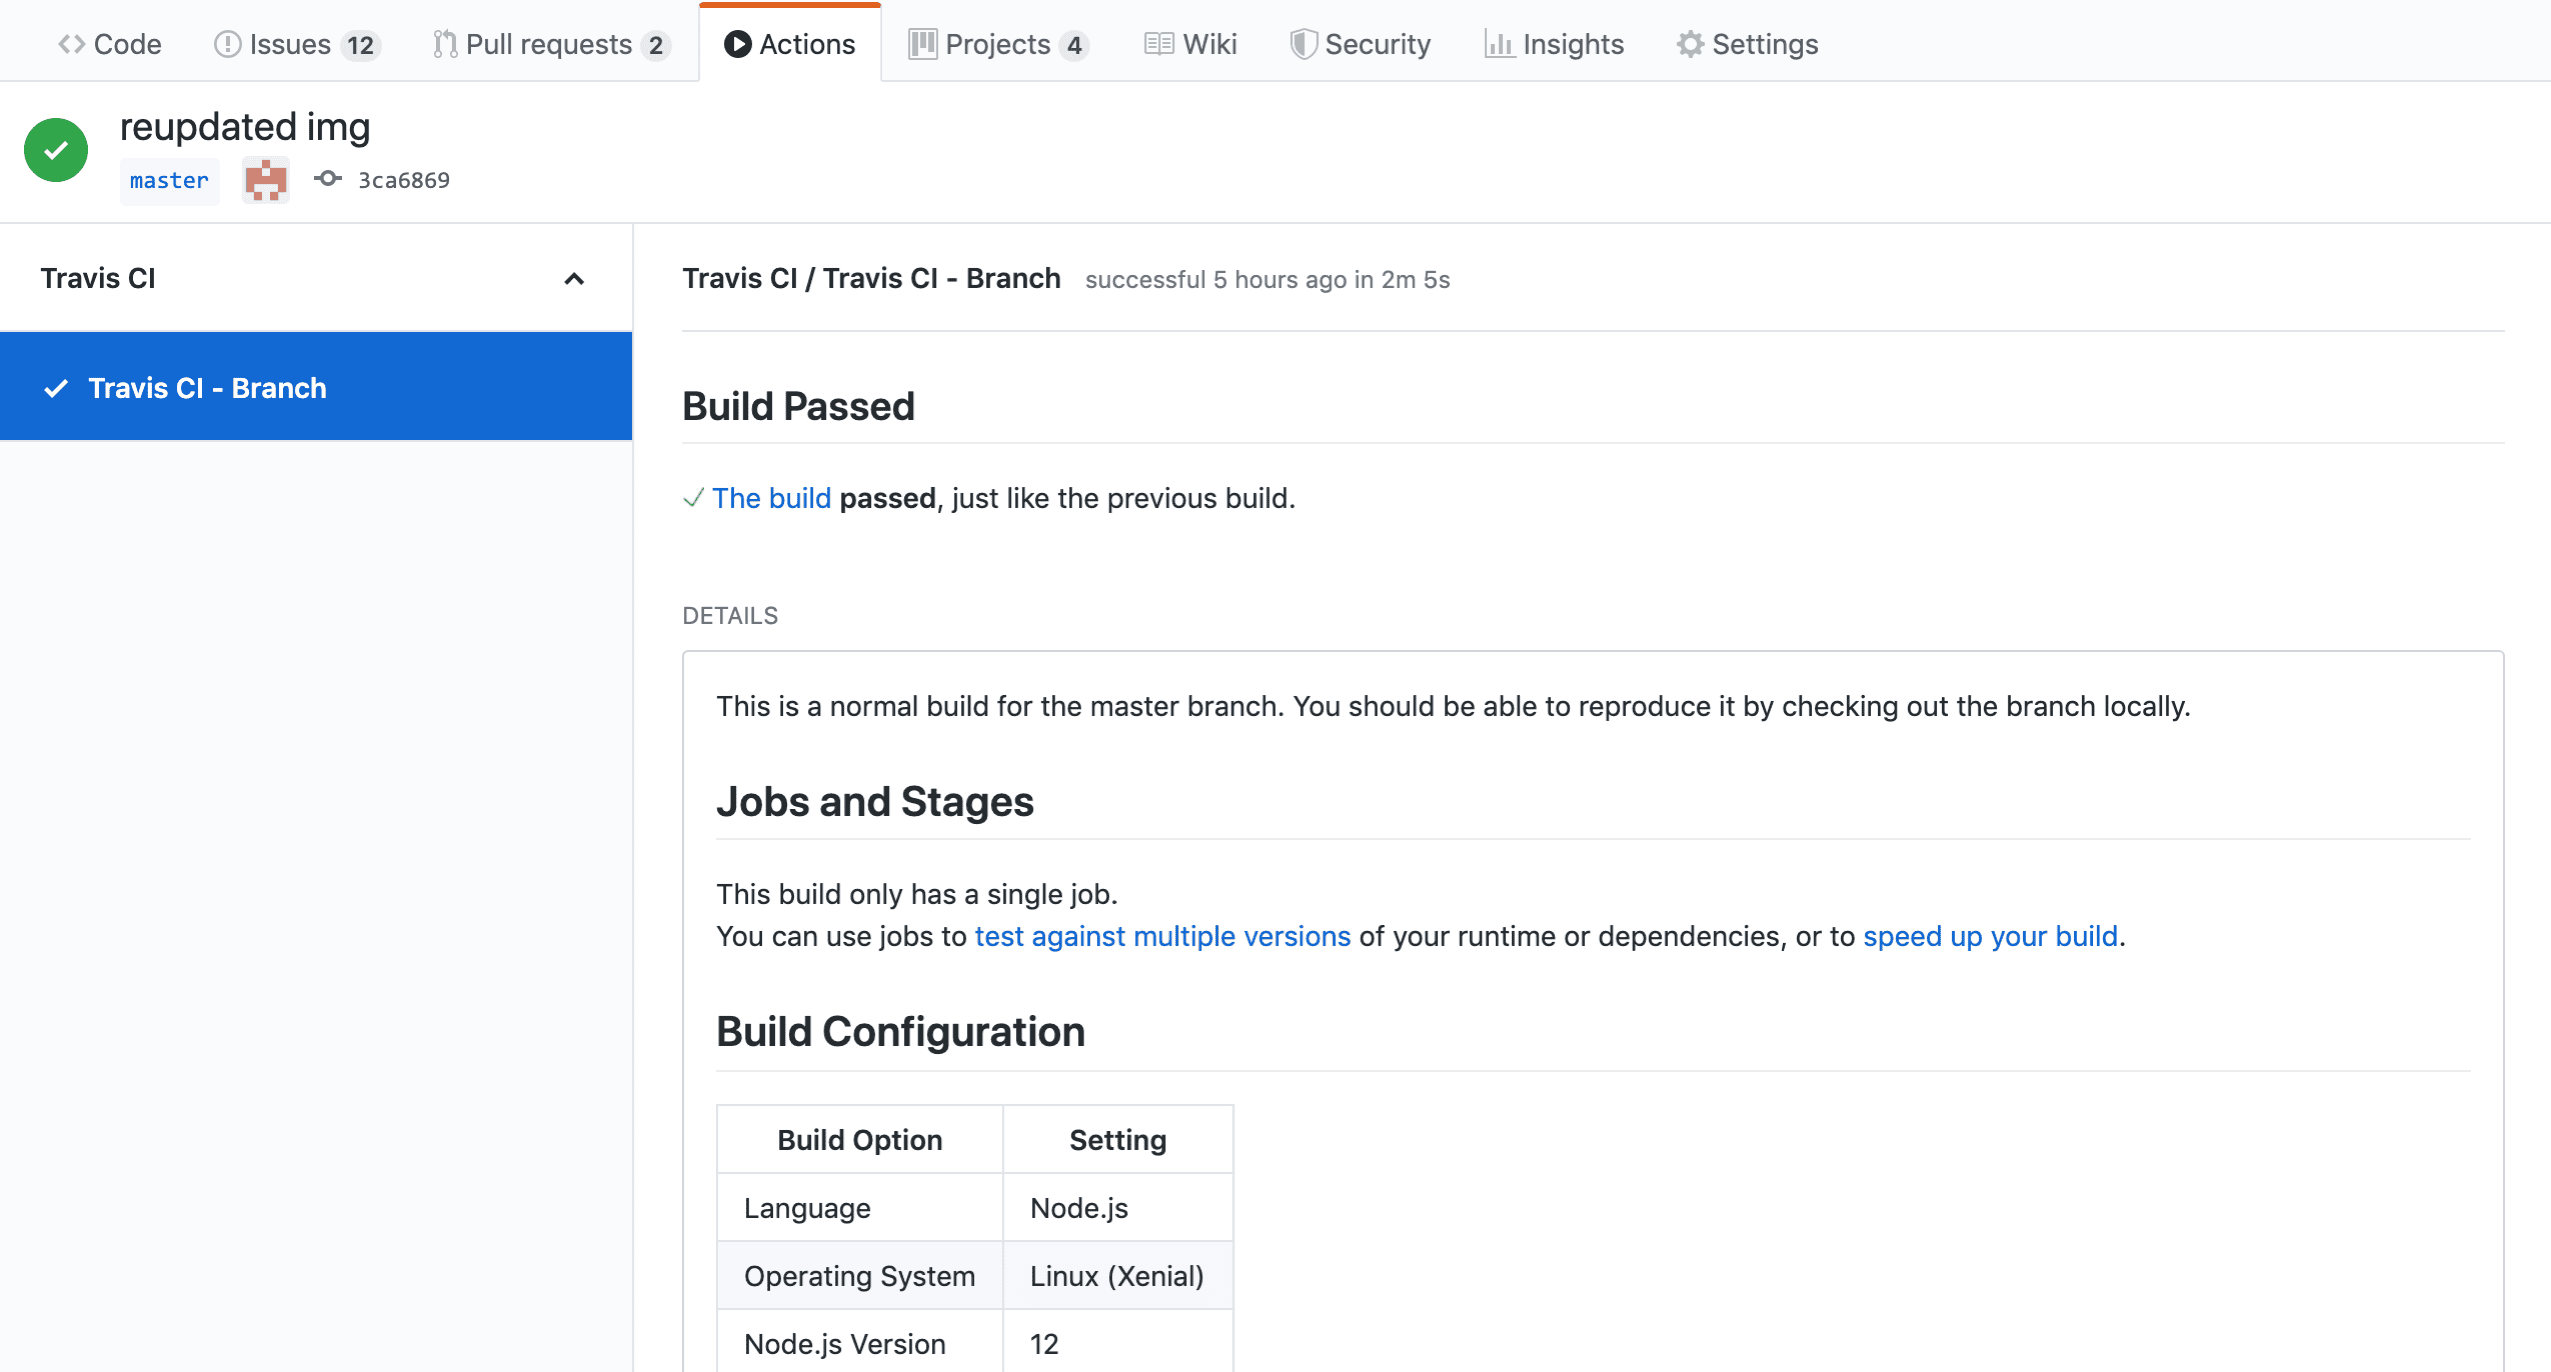 Code Issues 12 Pull requests 2 Actions Projects 4 Wiki Security Insights Settings
reupdated img
master 3ca6869
Travis CI
Travis CI - Branch
Travis CI / Travis CI - Branch successful 5 hours ago in 2m 5s
Build Passed
The build passed, just like the previous build.
DETAILS
This is a normal build for the master branch. You should be able to reproduce it by checking out the branch locally.
Jobs and Stages
This build only has a single job.
You can use jobs to test against multiple versions of your runtime or dependencies, or to speed up your build.
Build Configuration
Build Option Setting
Language Node.js
Operating System Linux (Xenial)
Node.js Version 12